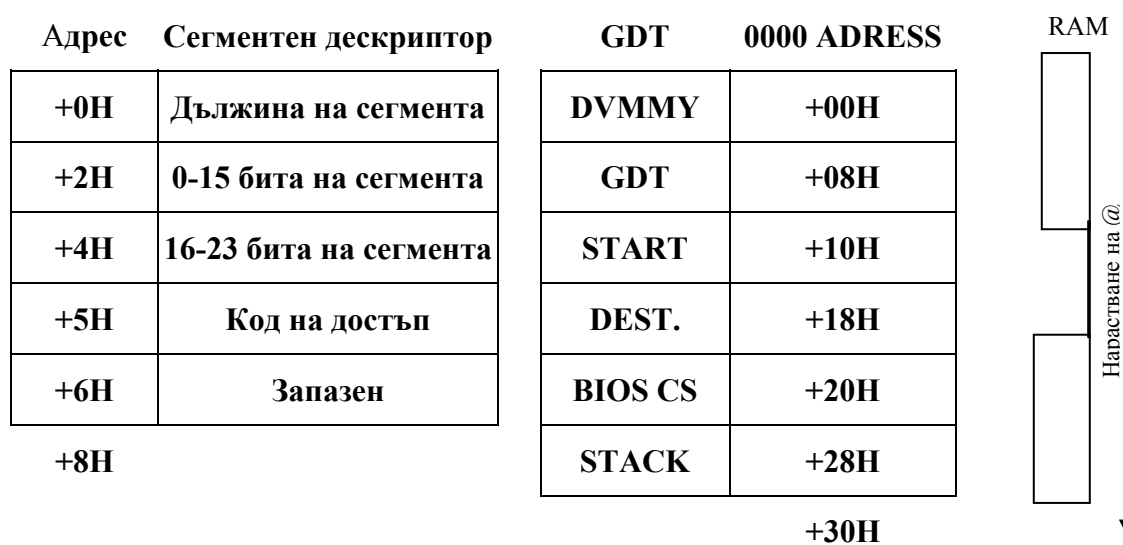 Адрес Сегментен дескриптор GDT 0000 ADRESS RAM
+0H Дължина на сегмента DVMMY +00H
+2H 0-15 бита на сегмента GDT +08H
+4H 16-23 бита на сегмента START +10H
+5H Код на достъп DEST. +18H
+6H Запазен BIOS CS +20H
+8H STACK +28H
+30H
Нарастване на @